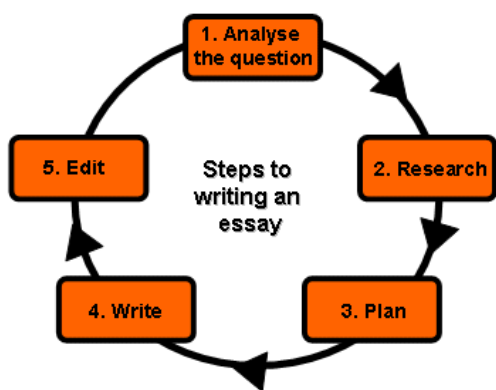 1. Analyse
the question
2. Research
3. Plan
4. Write
5. Edit
Steps to
writing an
essay